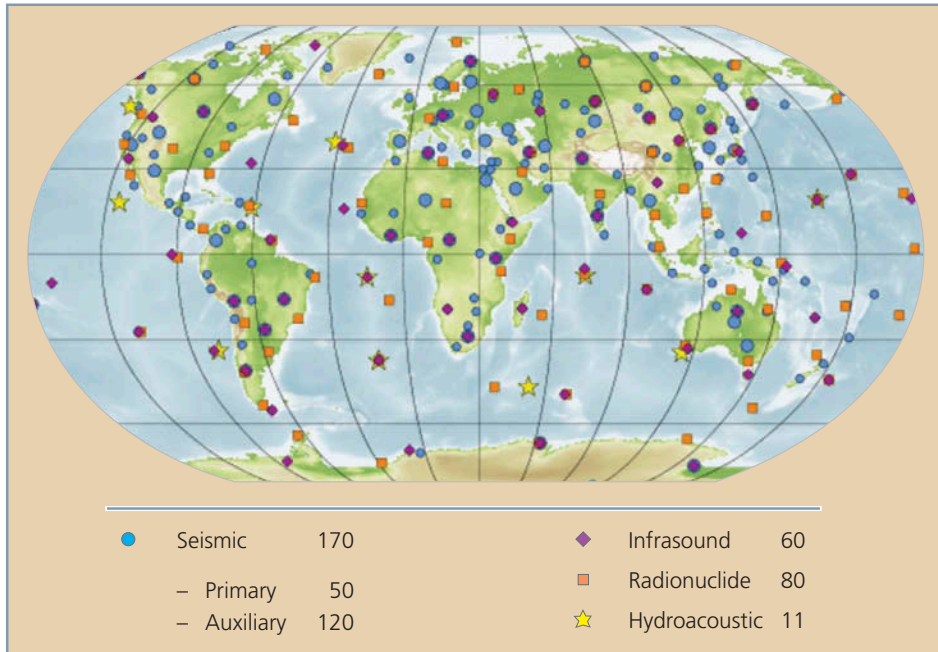 Seismic 170
– Primary 50
– Auxiliary 120
Infrasound 60
Radionuclide 80
Hydroacoustic 11